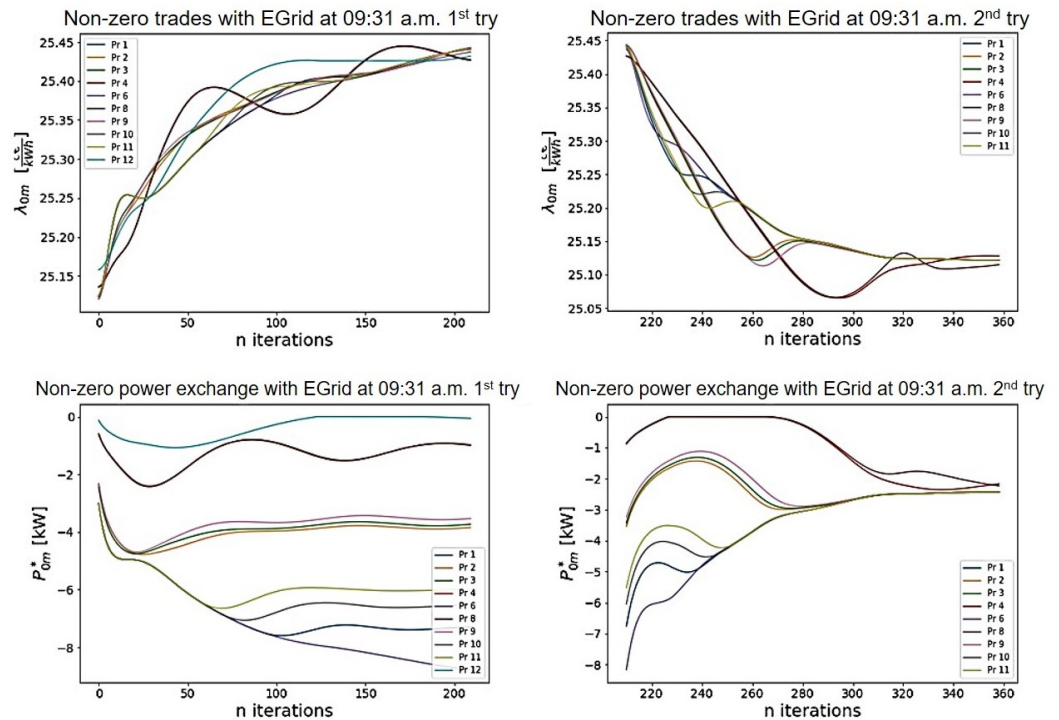 Non-zero trades with EGrid at 09:31 a.m. 1st try
25.45
25.40
25.35
25.30
25.25
25.20
25.15
λ0m [c€/kWh]
Pr 1
Pr 2
Pr 3
Pr 4
Pr 6
Pr 8
Pr 9
Pr 10
Pr 11
Pr 12
0 50 100 150 200
n iterations
Non-zero trades with EGrid at 09:31 a.m. 2nd try
25.45
25.40
25.35
25.30
25.25
25.20
25.15
25.10
25.05
λ0m [c€/kWh]
Pr 1
Pr 2
Pr 3
Pr 4
Pr 6
Pr 8
Pr 9
Pr 10
Pr 11
220 240 260 280 300 320 340 360
n iterations
Non-zero power exchange with EGrid at 09:31 a.m. 1st try
0
−2
−4
−6
−8
P*0m [kW]
Pr 1
Pr 2
Pr 3
Pr 4
Pr 6
Pr 8
Pr 9
Pr 10
Pr 11
Pr 12
0 50 100 150 200
n iterations
Non-zero power exchange with EGrid at 09:31 a.m. 2nd try
0
−1
−2
−3
−4
−5
−6
−7
−8
P*0m [kW]
Pr 1
Pr 2
Pr 3
Pr 4
Pr 6
Pr 8
Pr 9
Pr 10
Pr 11
220 240 260 280 300 320 340 360
n iterations